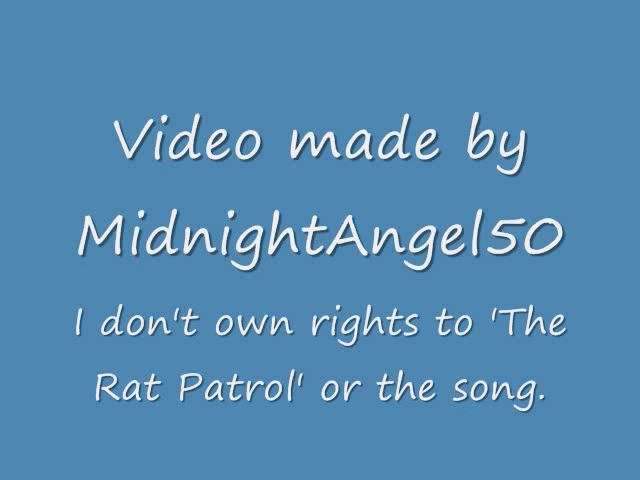 Video made by
MidnightAngel50
I don't own rights to 'The
Rat Patrol' or the song.